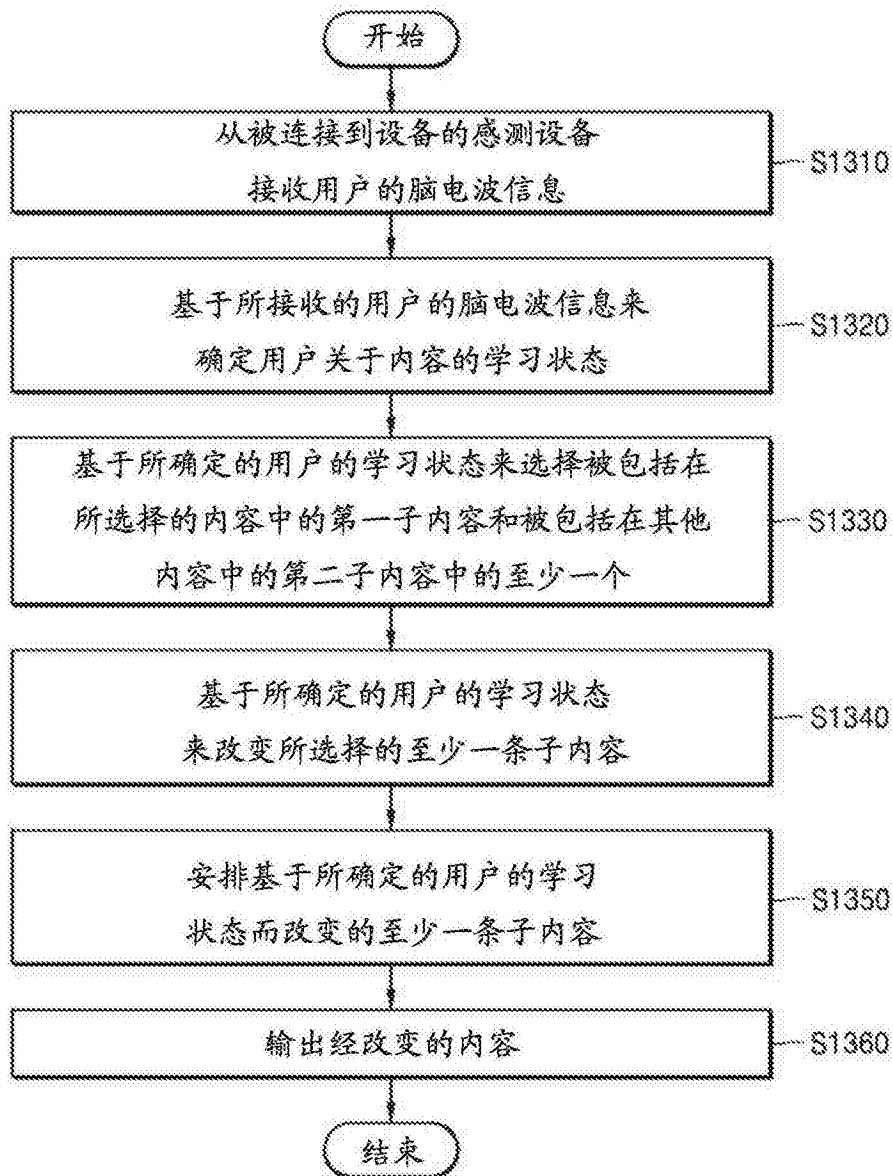 开始
从被连接到设备的感测设备
接收用户的脑电波信息
S1310
基于所接收的用户的脑电波信息来
确定用户关于内容的学习状态
S1320
基于所确定的用户的学习状态来选择被包括在
所选择的内容中的第一子内容和被包括在其他
内容中的第二子内容中的至少一个
S1330
基于所确定的用户的学习状态
来改变所选择的至少一条子内容
S1340
安排基于所确定的用户的学习
状态而改变的至少一条子内容
S1350
输出经改变的内容
S1360
结束